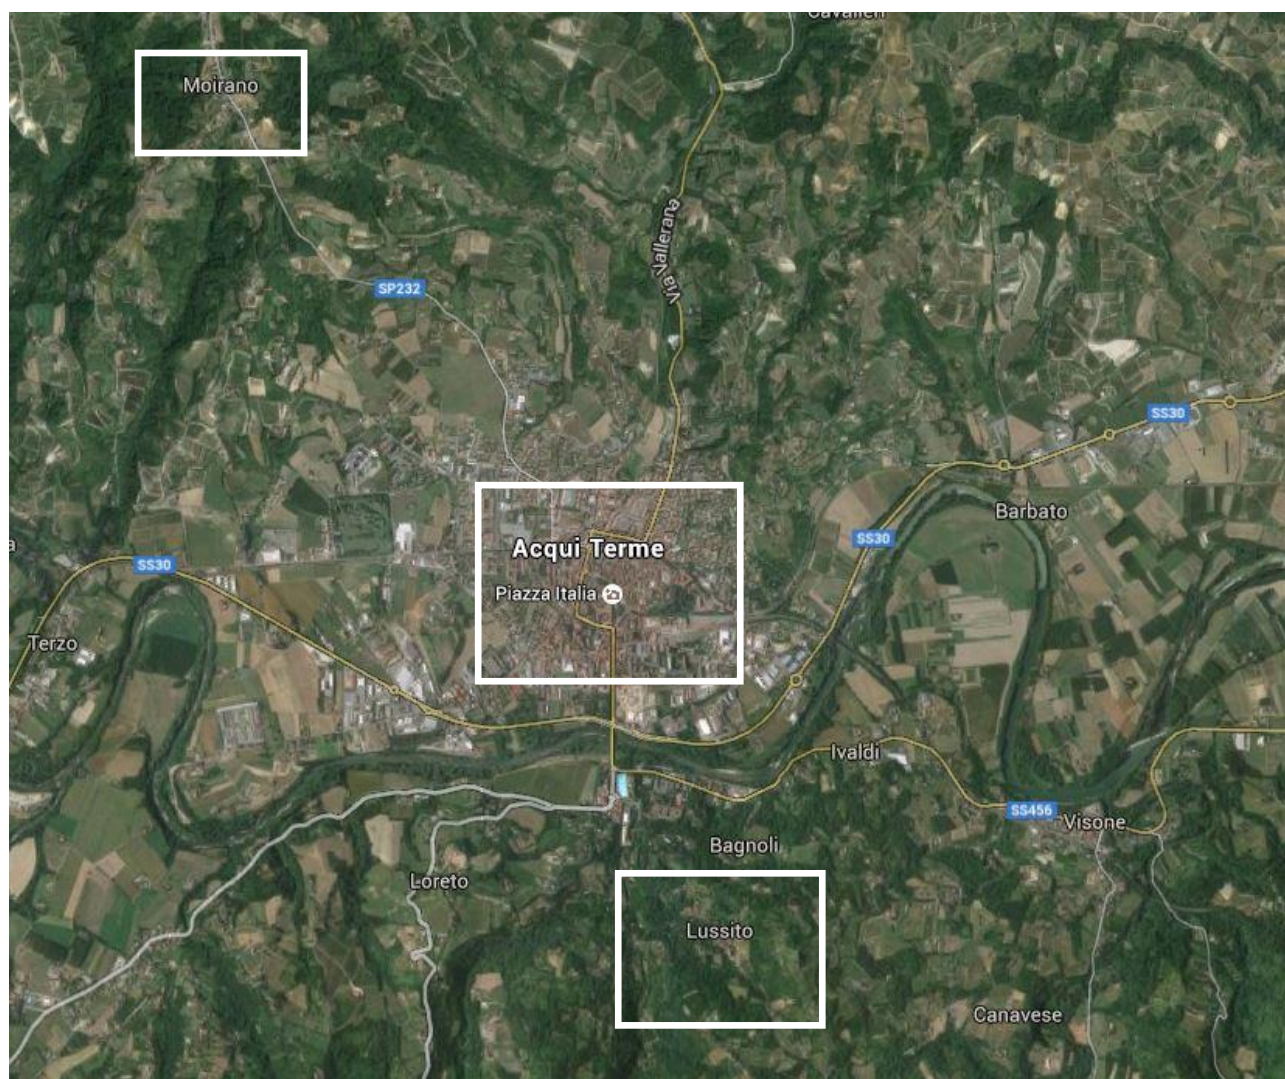 Cavalleri
Moirano
Via Vallerana
SP232
SS30
Barbato
Acqui Terme
SS30
a
SS30
Piazza Italia
Terzo
Ivaldi
SS456
Visone
Bagnoli
Loreto
Lussito
Canavese